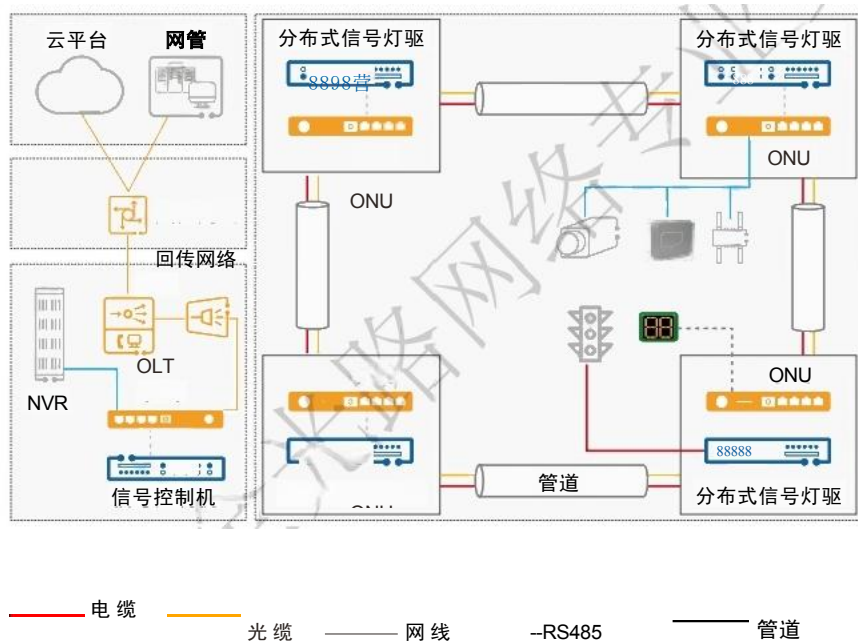 云平台
网管
回传网络
OLT
NVR
信号控制机
分布式信号灯驱
8898营
ONU
分布式信号灯驱
ONU
管道
ONU
88
88888
分布式信号灯驱
电缆
光缆
网线
--RS485
管道